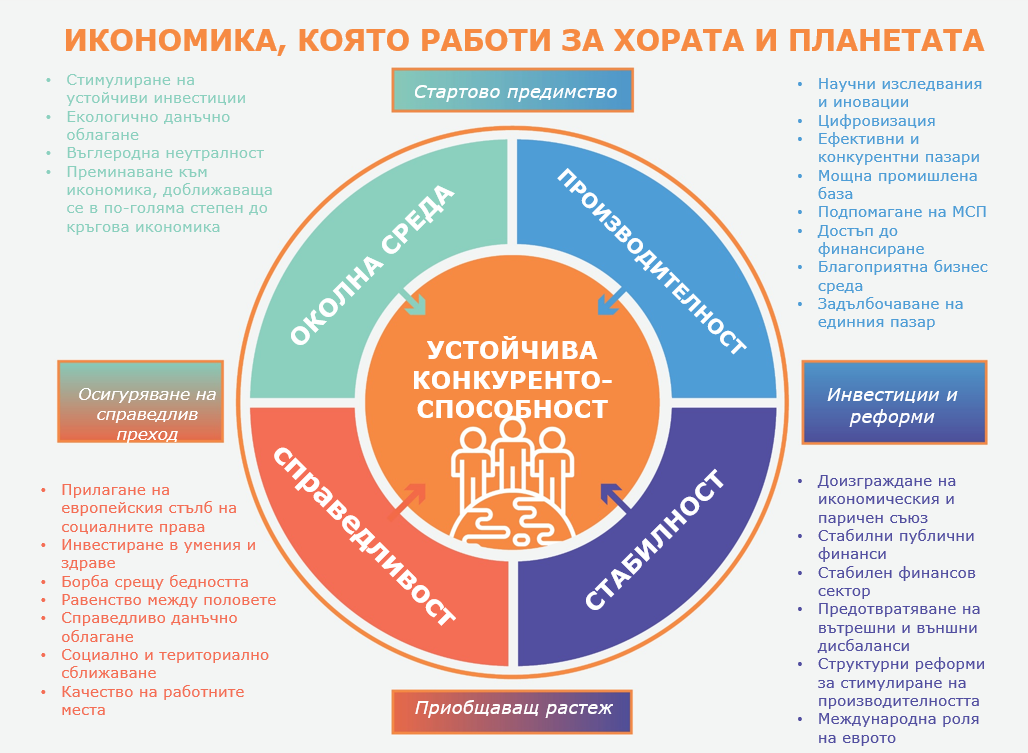 ИКОНОМИКА, КОЯТО РАБОТИ ЗА ХОРАТА И ПЛАНЕТАТА
• Стимулиране на
устойчиви инвестиции
• Екологично данъчно
облагане
• Въглеродна неутралност
• Преминаване към
икономика, доближаваща
се в по-голяма степен до
кръгова икономика
Стартово предимство
• Научни изследвания
и иновации
• Цифровизация
• Ефективни и
конкурентни пазари
• Мощна промишлена
база
• Подпомагане на МСП
• Достъп до
финансиране
• Благоприятна бизнес
среда
• Задълбочаване на
единния пазар
ОКОЛНА СРЕДА
ПРОИЗВОДИТЕЛНОСТ
УСТОЙЧИВА
КОНКУРЕНТО–
СПОСОБНОСТ
Осигуряване на
справедлив
преход
Инвестиции и
реформи
справедливост
СТАБИЛНОСТ
• Прилагане на
европейския стълб на
социалните права
• Инвестиране в умения и
здраве
• Борба срещу бедността
• Равенство между половете
• Справедливо данъчно
облагане
• Социално и териториално
сближаване
• Качество на работните
места
Приобщаващ растеж
• Доизграждане на
икономическия и
паричен съюз
• Стабилни публични
финанси
• Стабилен финансов
сектор
• Предотвратяване на
вътрешни и външни
дисбаланси
• Структурни реформи
за стимулиране на
производителността
• Международна роля
на еврото